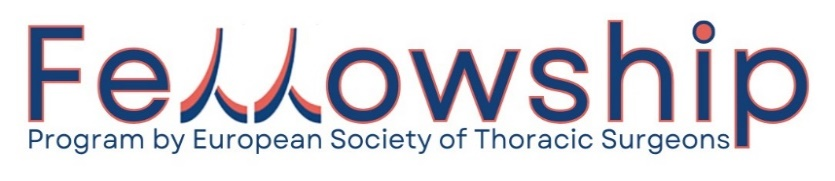 Fellowship
Program by European Society of Thoracic Surgeons